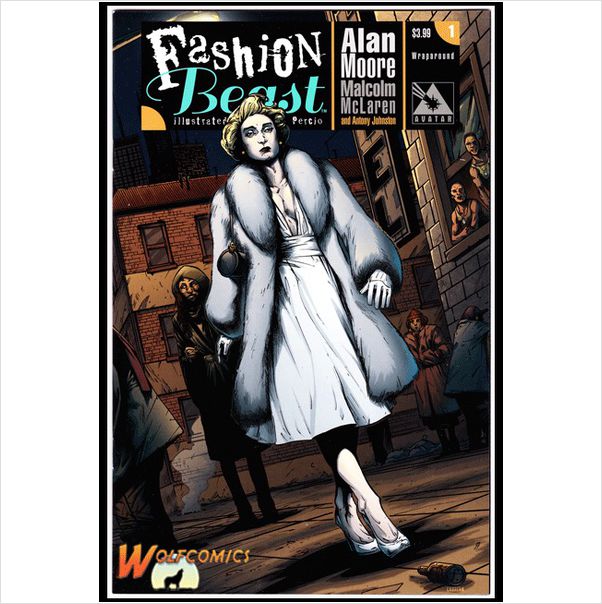 Fashion
Beast
illustrated
Percio
Alan
Moore
Malcolm
McLaren
and Antony Johnston
$3.99
1
Wraparound
AVATAR
WOLFCOMICS